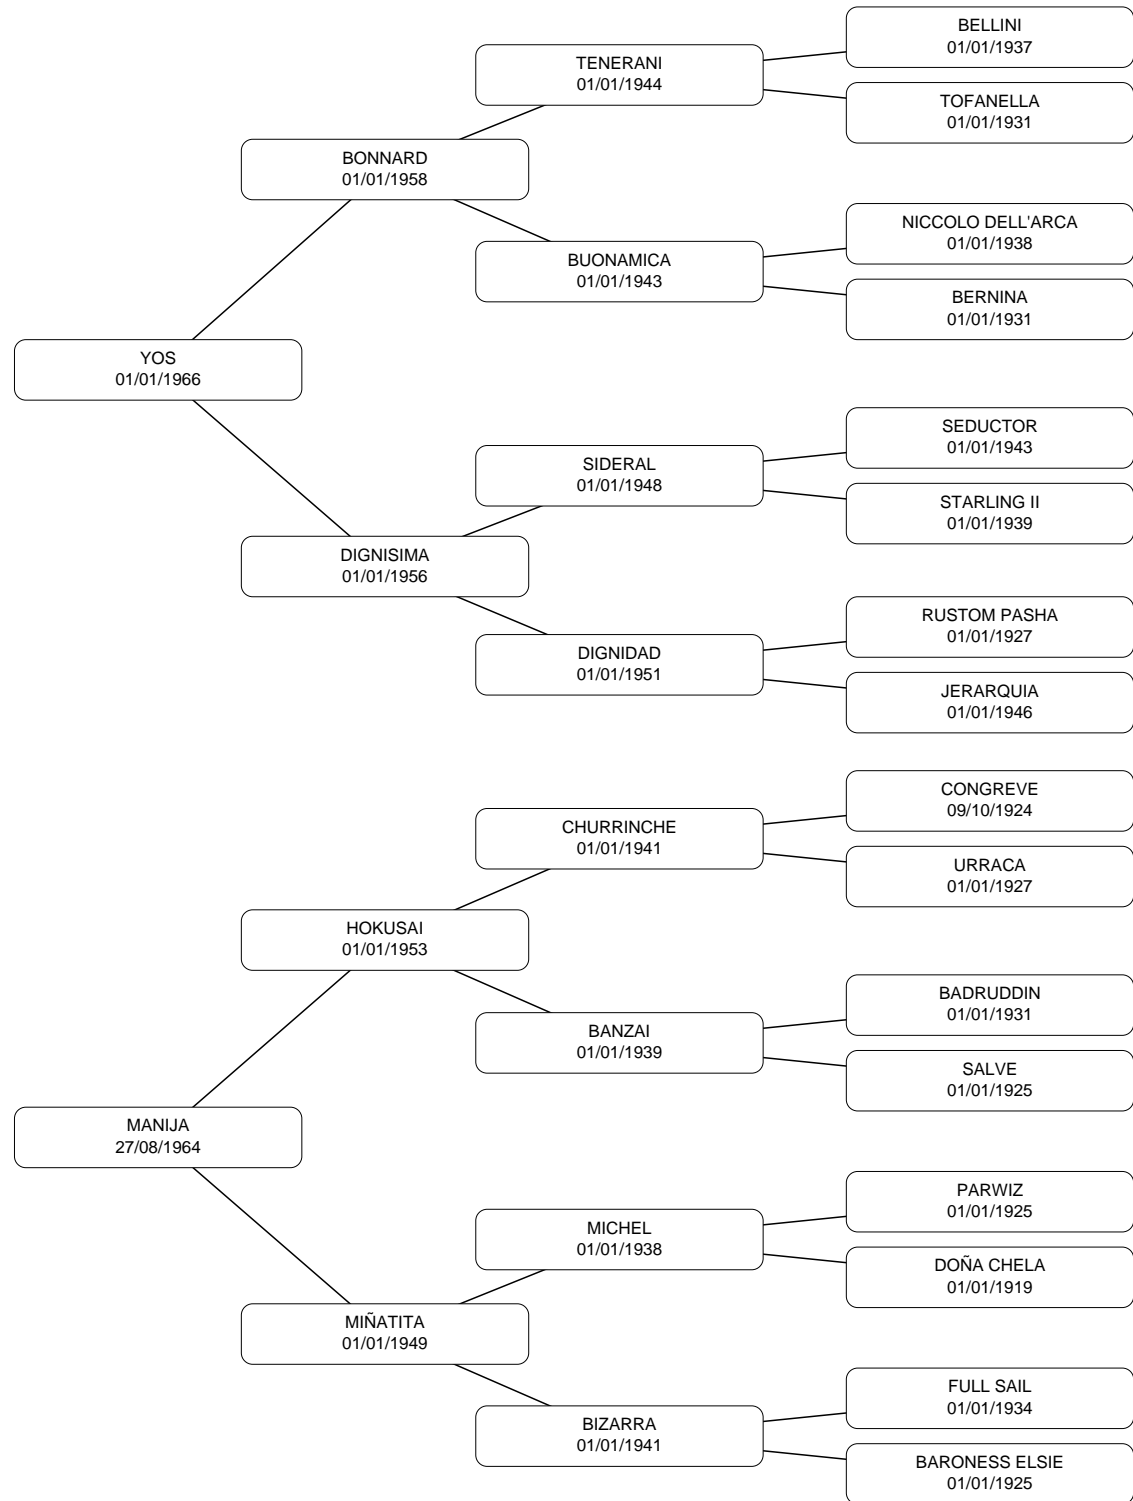 BELLINI
01/01/1937
TENERANI
01/01/1944
TOFANELLA
01/01/1931
BONNARD
01/01/1958
NICCOLO DELL'ARCA
01/01/1938
BUONAMICA
01/01/1943
BERNINA
01/01/1931
YOS
01/01/1966
SEDUCTOR
01/01/1943
SIDERAL
01/01/1948
STARLING II
01/01/1939
DIGNISIMA
01/01/1956
RUSTOM PASHA
01/01/1927
DIGNIDAD
01/01/1951
JERARQUIA
01/01/1946
CONGREVE
09/10/1924
CHURRINCHE
01/01/1941
URRACA
01/01/1927
HOKUSAI
01/01/1953
BADRUDDIN
01/01/1931
BANZAI
01/01/1939
SALVE
01/01/1925
MANIJA
27/08/1964
PARWIZ
01/01/1925
MICHEL
01/01/1938
DOÑA CHELA
01/01/1919
MIÑATITA
01/01/1949
FULL SAIL
01/01/1934
BIZARRA
01/01/1941
BARONESS ELSIE
01/01/1925